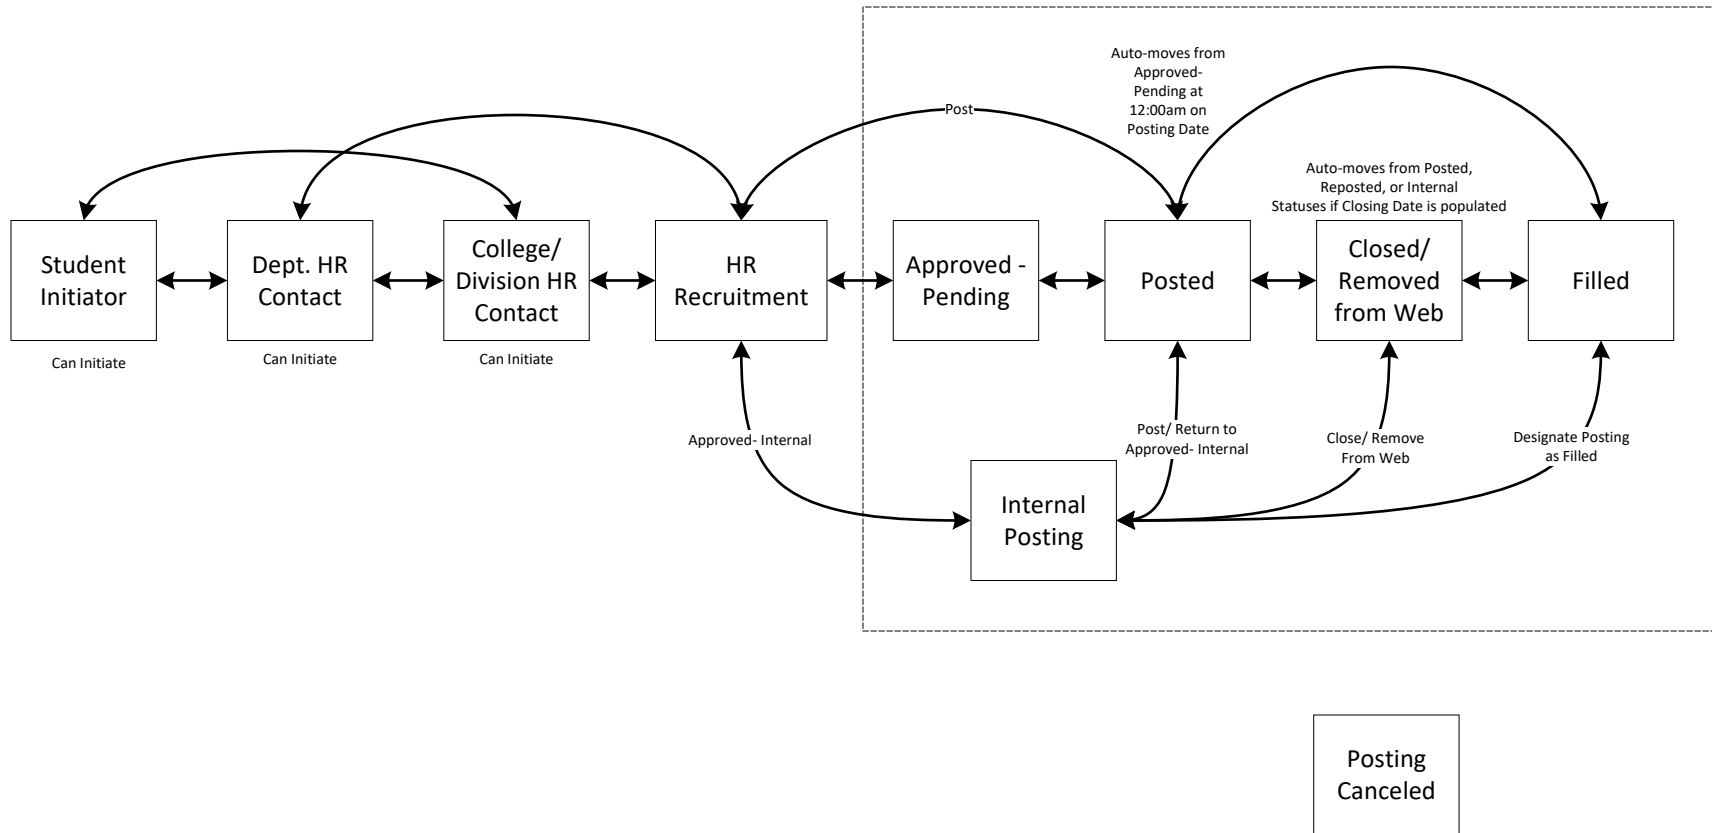 Auto-moves from
Approved-
Pending at
12:00am on
Posting Date
Post
Auto-moves from Posted,
Reposted, or Internal
Statuses if Closing Date is populated
Student
Initiator
Can Initiate
Dept. HR
Contact
Can Initiate
College/
Division HR
Contact
Can Initiate
HR
Recruitment
Approved -
Pending
Posted
Closed/
Removed
from Web
Filled
Approved- Internal
Post/ Return to
Approved- Internal
Close/ Remove
From Web
Designate Posting
as Filled
Internal
Posting
Posting
Canceled